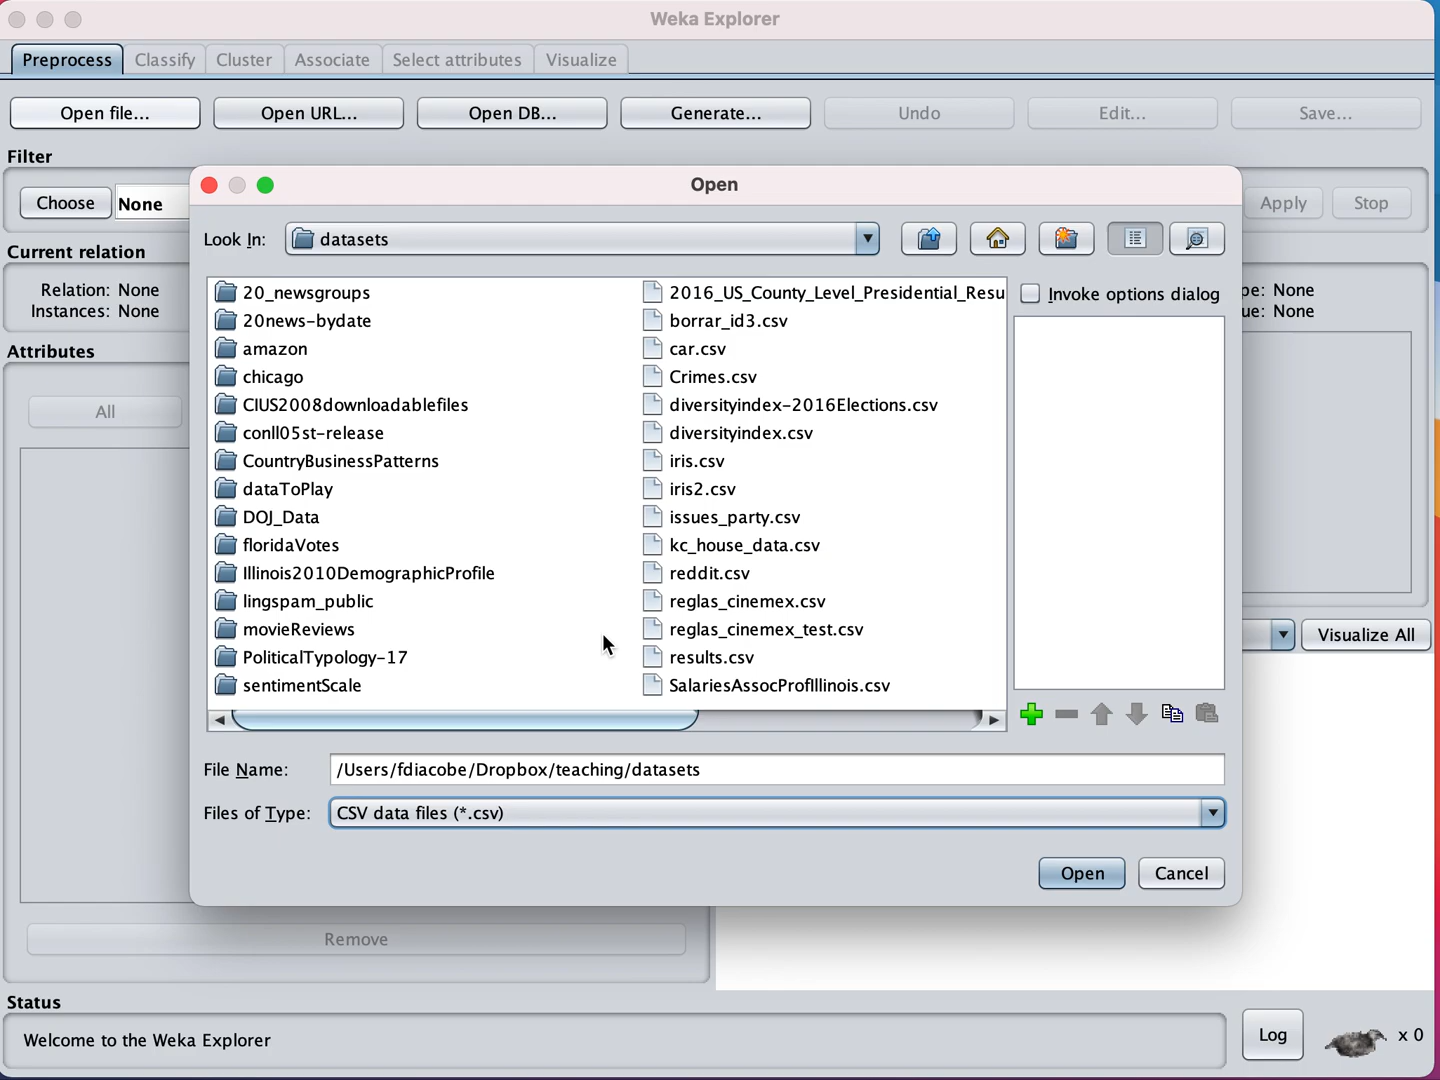 Weka Explorer
Preprocess Classify Cluster Associate Select attributes Visualize
Open file... Open URL... Open DB... Generate... Undo Edit... Save...
Filter
Choose None Apply Stop
Open
Look In: datasets
Current relation
Relation: None
Instances: None
pe: None
ue: None
Attributes
All
20_newsgroups
20news-bydate
amazon
chicago
CIUS2008downloadablefiles
conll05st-release
CountryBusinessPatterns
dataToPlay
DOJ_Data
floridaVotes
Illinois2010DemographicProfile
lingspam_public
movieReviews
PoliticalTypology-17
sentimentScale
2016_US_County_Level_Presidential_Resu
borrar_id3.csv
car.csv
Crimes.csv
diversityindex-2016Elections.csv
diversityindex.csv
iris.csv
iris2.csv
issues_party.csv
kc_house_data.csv
reddit.csv
reglas_cinemex.csv
reglas_cinemex_test.csv
results.csv
SalariesAssocProfIllinois.csv
Invoke options dialog
Visualize All
File Name: /Users/fdiacobe/Dropbox/teaching/datasets
Files of Type: CSV data files (*.csv)
Open Cancel
Remove
Status
Welcome to the Weka Explorer
Log x 0